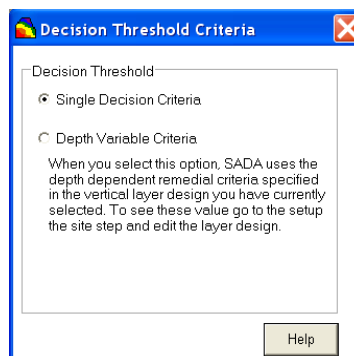 Decision Threshold Criteria
Decision Threshold
Single Decision Criteria
Depth Variable Criteria
When you select this option, SADA uses the
depth dependent remedial criteria specified
in the vertical layer design you have currently
selected. To see these value go to the setup
the site step and edit the layer design.
Help